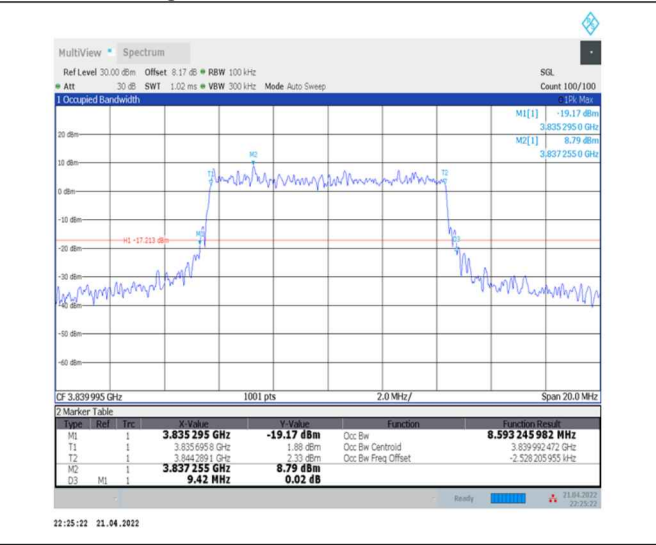 MultiView Spectrum
Ref Level 30.00 dBm Offset 8.17 dB RBW 100 kHz SGL
Att 30 dB SWT 1.02 ms VBW 300 kHz Mode Auto Sweep Count 100/100
1 Occupied Bandwidth 1Pk Max
M1[1] -19.17 dBm
3.835 295 0 GHz
M2[1] 8.79 dBm
3.837 255 0 GHz
20 dBm
M2
10 dBm
T1 T2
0 dBm
-10 dBm
M1
H1 -17.213 dBm D3
-20 dBm
-30 dBm
-40 dBm
-50 dBm
-60 dBm
CF 3.839 995 GHz 1001 pts 2.0 MHz/ Span 20.0 MHz
2 Marker Table
Type Ref Trc X-Value Y-Value Function Function Result
M1 1 3.835 295 GHz -19.17 dBm Occ Bw 8.593 245 982 MHz
T1 1 3.835 695 8 GHz 1.88 dBm Occ Bw Centroid 3.839 992 472 GHz
T2 1 3.844 289 1 GHz 2.33 dBm Occ Bw Freq Offset -2.528 205 955 kHz
M2 1 3.837 255 GHz 8.79 dBm
D3 M1 1 9.42 MHz 0.02 dB
Ready 21.04.2022
22:25:22
22:25:22 21.04.2022